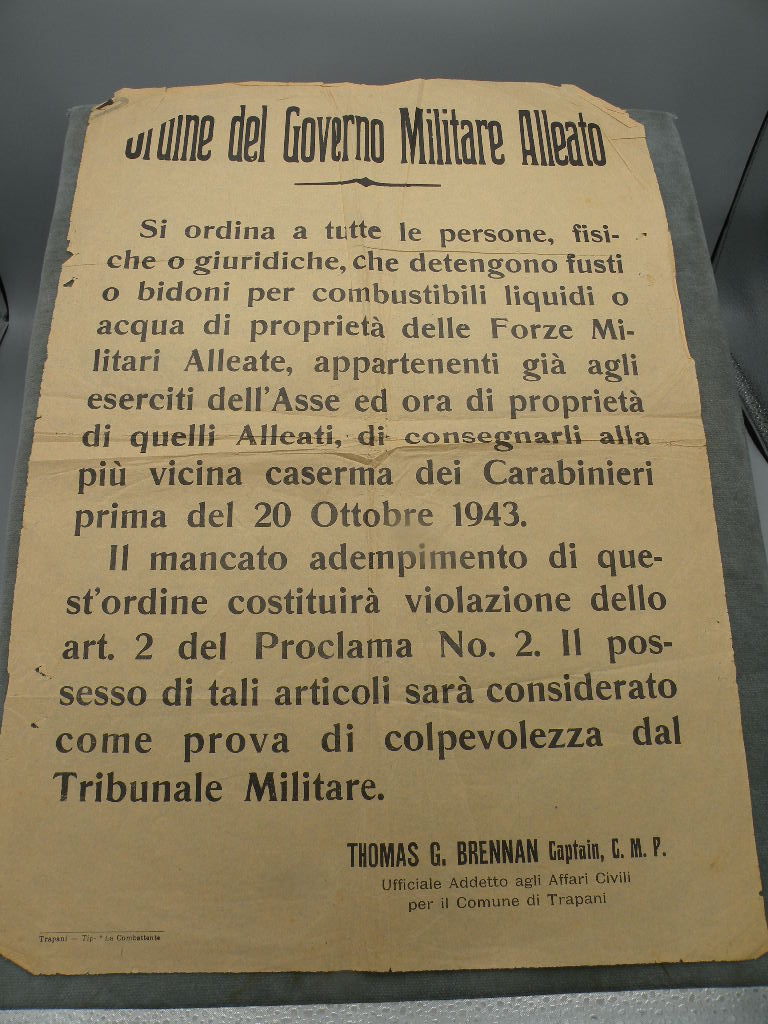 Ordine del Governo Militare Alleato
Si ordina a tutte le persone, fisi-
che o giuridiche, che detengono fusti
o bidoni per combustibili liquidi o
acqua di proprietà delle Forze Mi-
litari Alleate, appartenenti già agli
eserciti dell'Asse ed ora di proprietà
di quelli Alleati, di consegnarli alla
più vicina caserma dei Carabinieri
prima del 20 Ottobre 1943.
Il mancato adempimento di que-
st'ordine costituirà violazione dello
art. 2 del Proclama No. 2. Il pos-
sesso di tali articoli sarà considerato
come prova di colpevolezza dal
Tribunale Militare.
THOMAS G. BRENNAN Captain, C. M. P.
Ufficiale Addetto agli Affari Civili
per il Comune di Trapani
Trapani — Tip. "La Combattente